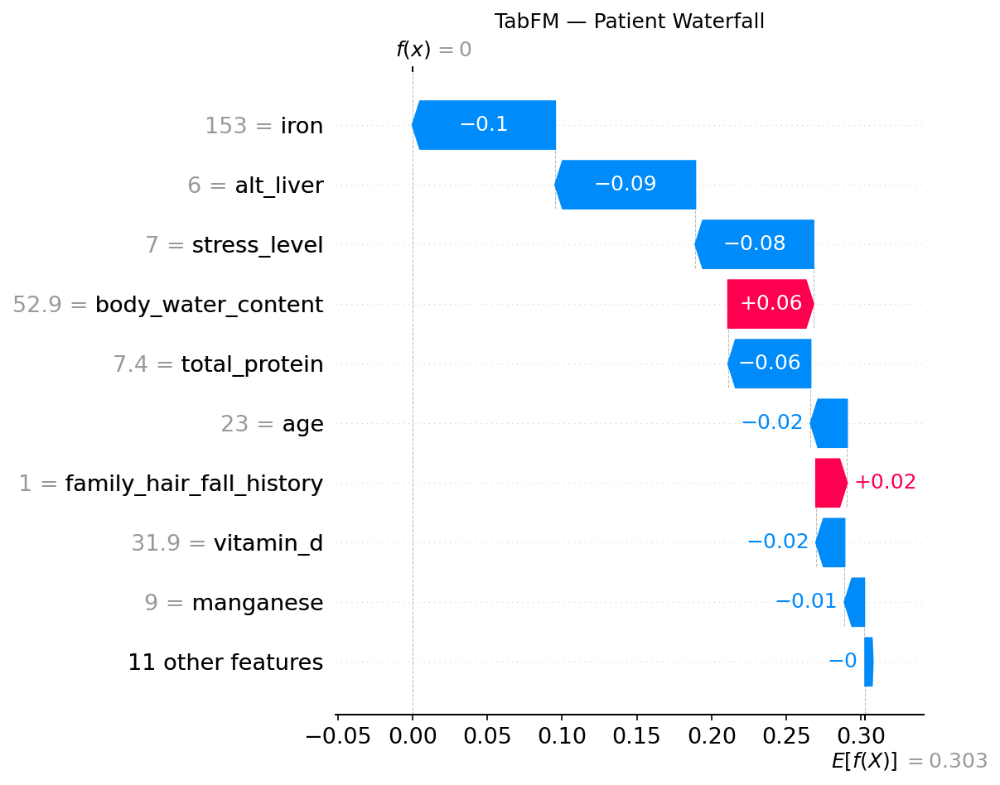 TabFM — Patient Waterfall
f(x) = 0
153 = iron
−0.1
6 = alt_liver
−0.09
7 = stress_level
−0.08
52.9 = body_water_content
+0.06
7.4 = total_protein
−0.06
23 = age
−0.02
1 = family_hair_fall_history
+0.02
31.9 = vitamin_d
−0.02
9 = manganese
−0.01
11 other features
−0
−0.05 0.00 0.05 0.10 0.15 0.20 0.25 0.30
E[f(X)] = 0.303